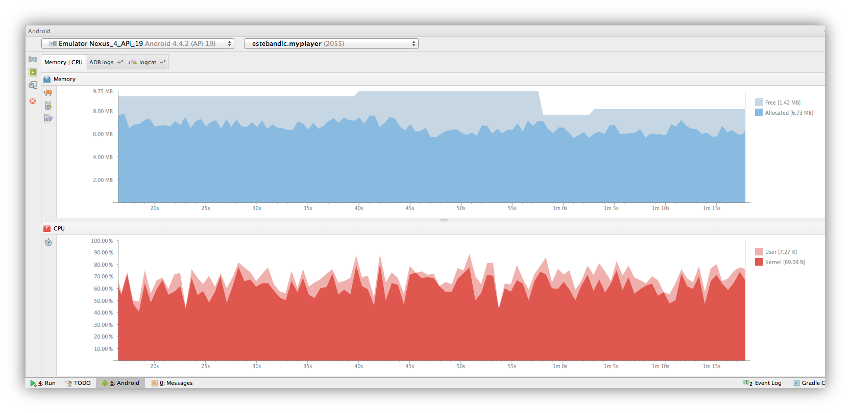 Android
Emulator Nexus_4_API_19 Android 4.4.2 (API 19)
estebandlc.myplayer (2055)
Memory | CPU
ADB logs
logcat
Memory
9.75 MB
8.00 MB
6.00 MB
4.00 MB
2.00 MB
Free [1.42 MB]
Allocated [6.73 MB]
20s 25s 30s 35s 40s 45s 50s 55s 1m 0s 1m 5s 1m 10s 1m 15s
CPU
100.00 %
90.00 %
80.00 %
70.00 %
60.00 %
50.00 %
40.00 %
30.00 %
20.00 %
10.00 %
User [7.27 %]
Kernel [69.09 %]
20s 25s 30s 35s 40s 45s 50s 55s 1m 0s 1m 5s 1m 10s 1m 15s
4: Run
TODO
6: Android
0: Messages
Event Log
Gradle C